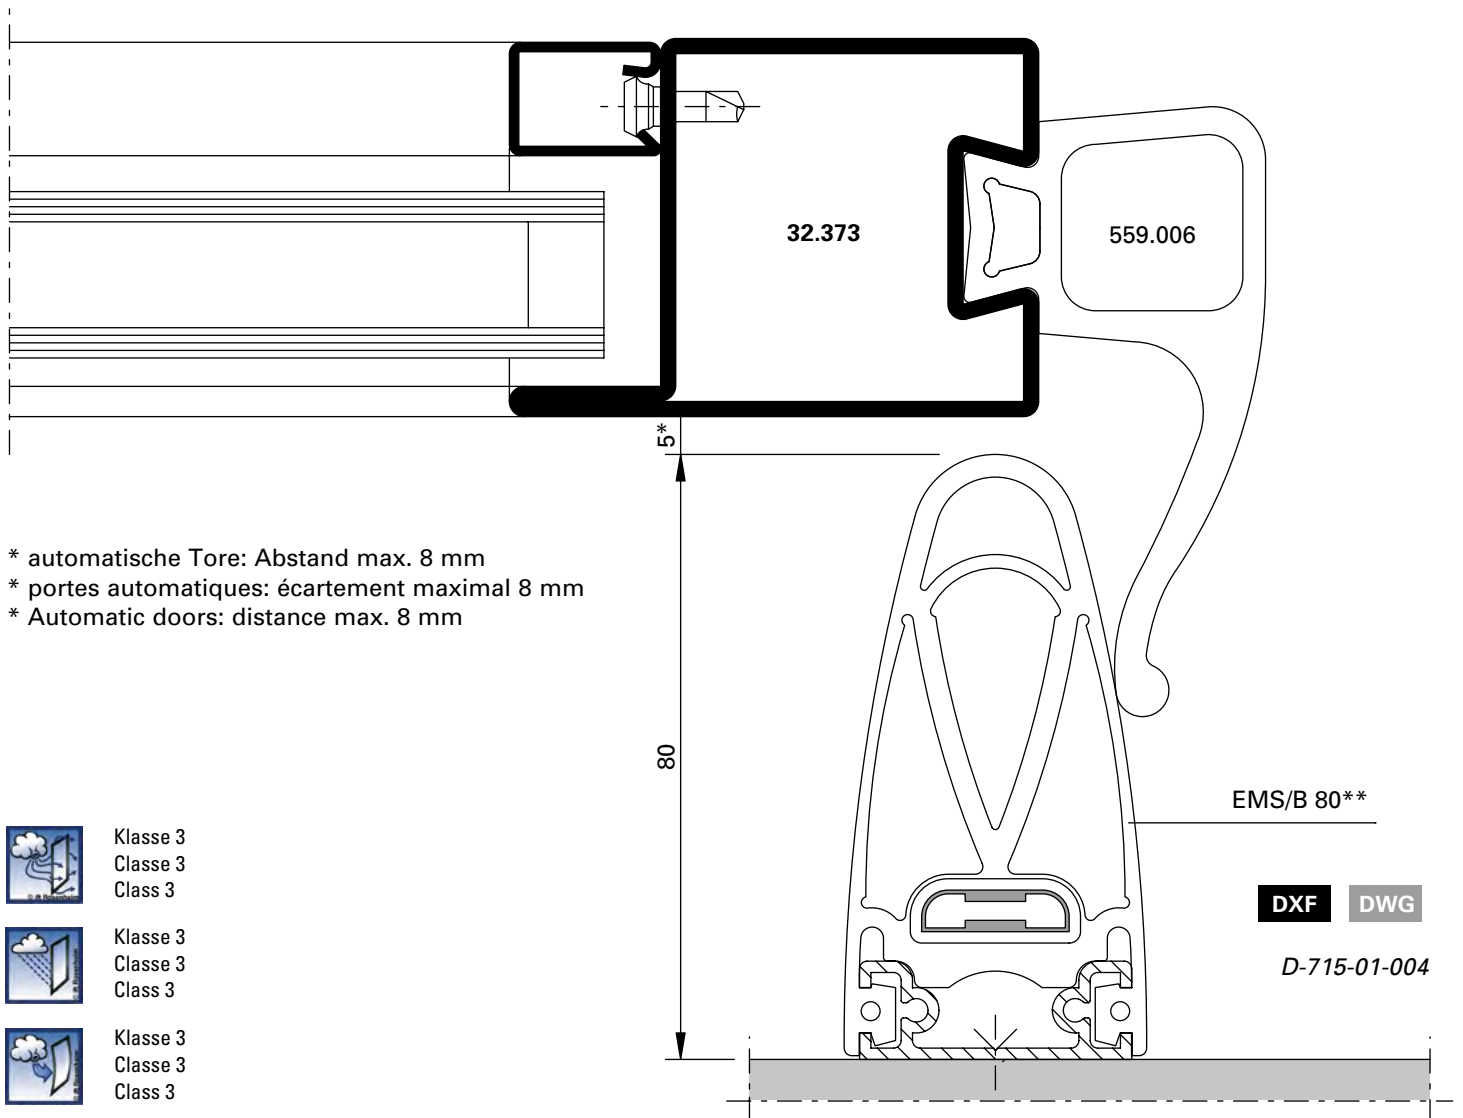 32.373
559.006
5*
* automatische Tore: Abstand max. 8 mm
* portes automatiques: écartement maximal 8 mm
* Automatic doors: distance max. 8 mm
80
EMS/B 80**
Klasse 3
Classe 3
Class 3
DXF DWG
D-715-01-004
Klasse 3
Classe 3
Class 3
Klasse 3
Classe 3
Class 3